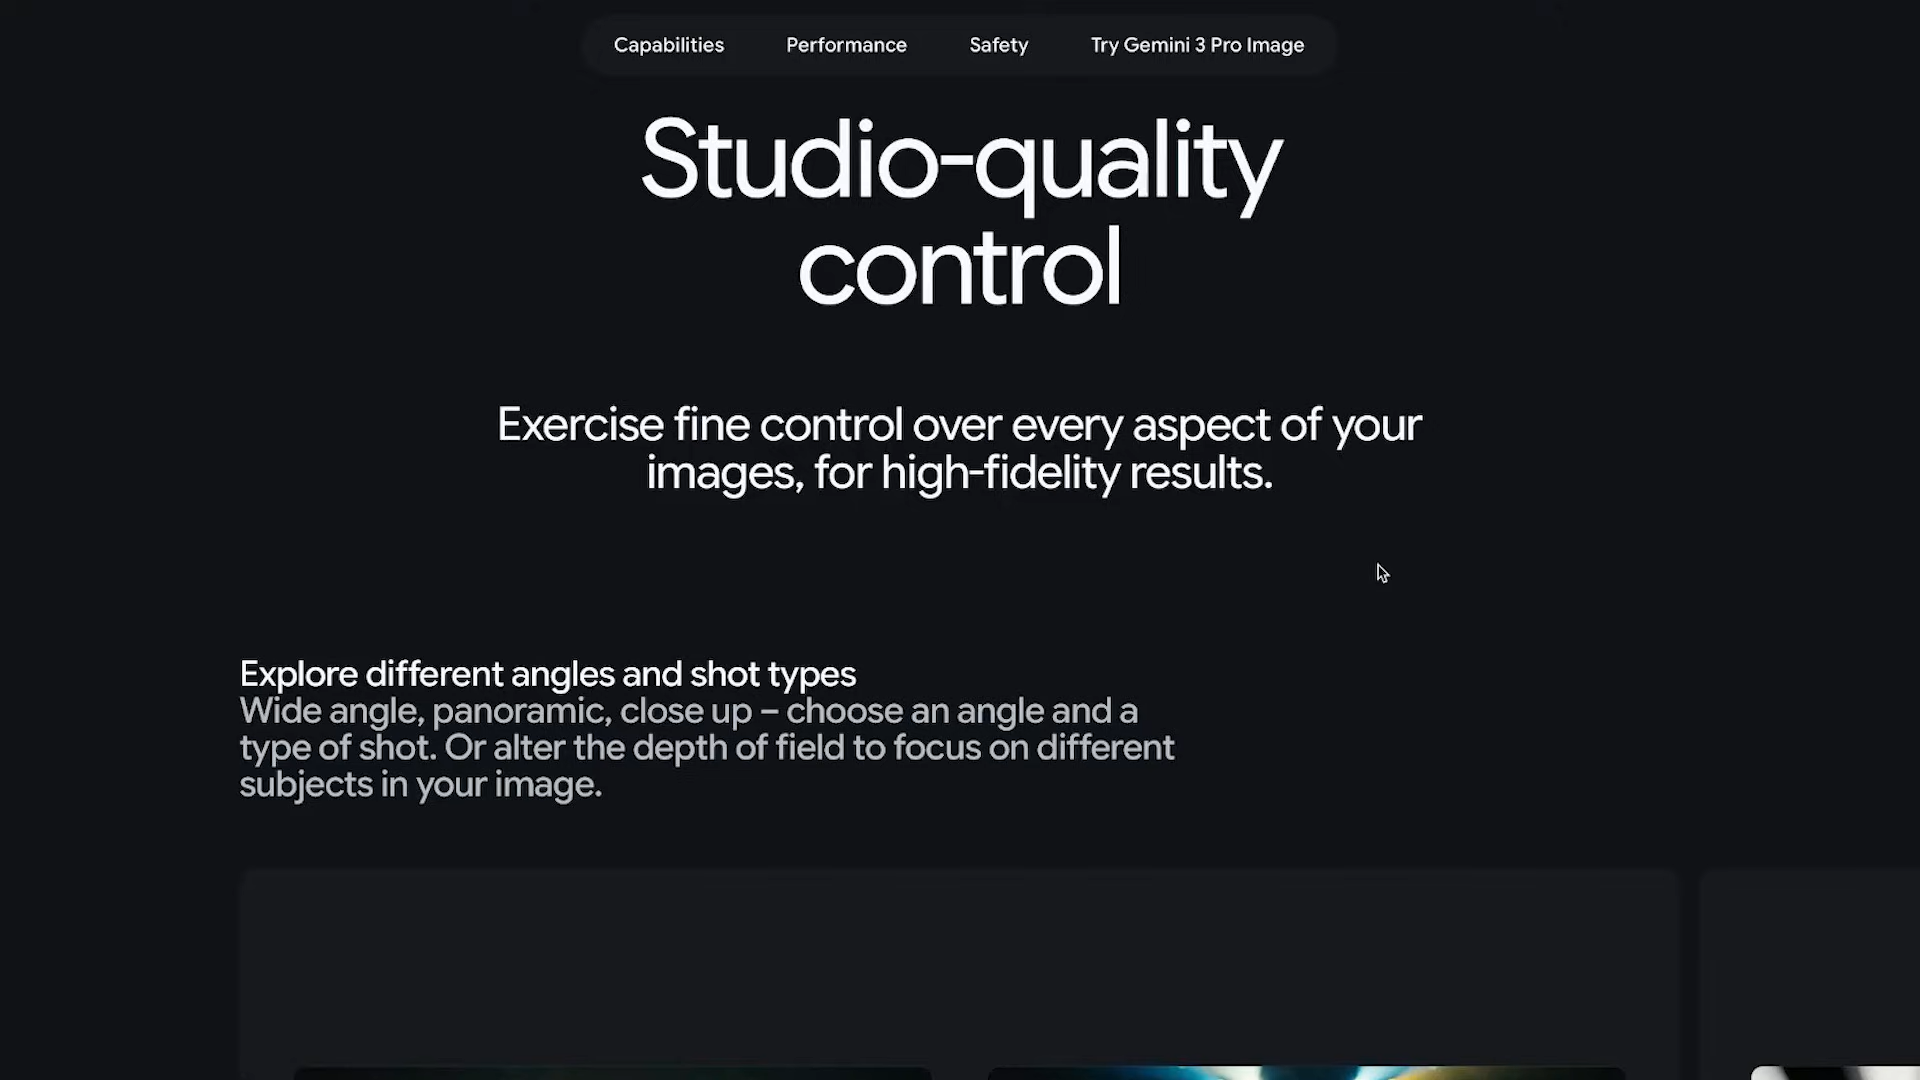 Capabilities Performance Safety Try Gemini 3 Pro Image
Studio-quality
control
Exercise fine control over every aspect of your
images, for high-fidelity results.
Explore different angles and shot types
Wide angle, panoramic, close up – choose an angle and a
type of shot. Or alter the depth of field to focus on different
subjects in your image.